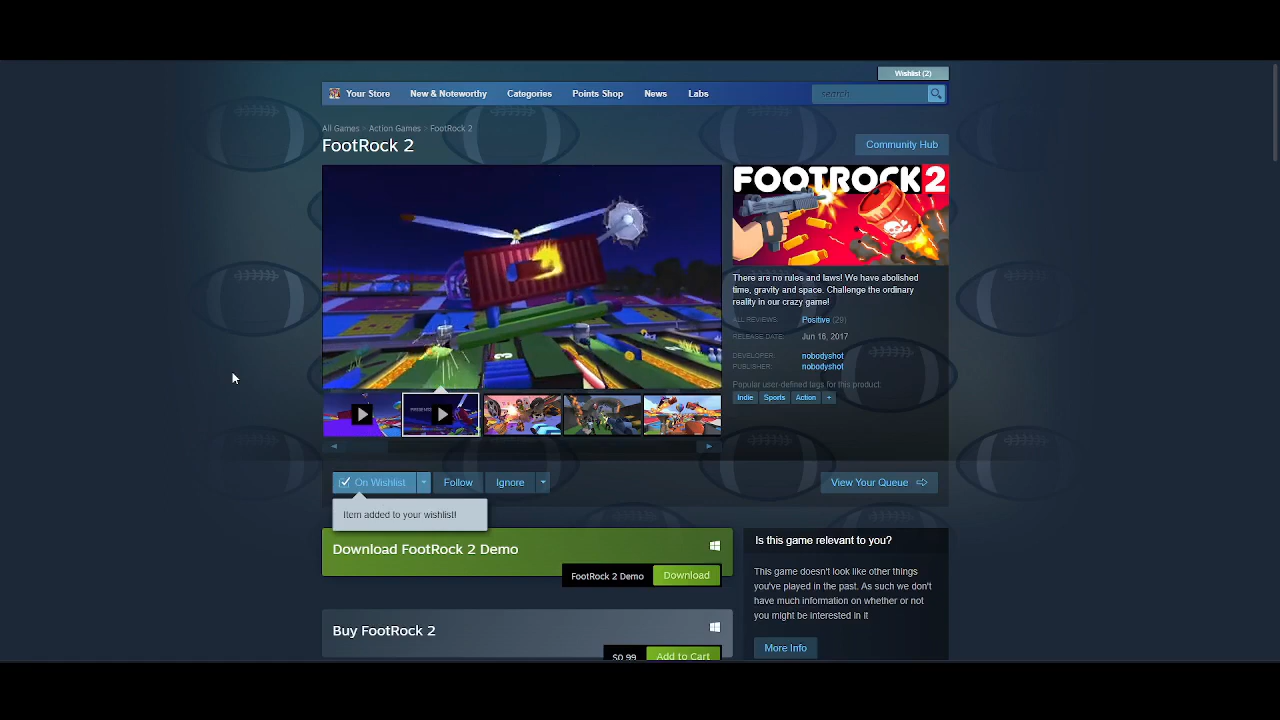 Wishlist (2)
Your Store
New & Noteworthy
Categories
Points Shop
News
Labs
search
All Games > Action Games > FootRock 2
FootRock 2
Community Hub
FOOTROCK 2
There are no rules and laws! We have abolished
time, gravity and space. Challenge the ordinary
reality in our crazy game!
ALL REVIEWS: Positive (29)
RELEASE DATE: Jun 16, 2017
DEVELOPER: nobodyshot
PUBLISHER: nobodyshot
Popular user-defined tags for this product:
Indie Sports Action +
On Wishlist
Follow
Ignore
View Your Queue
Item added to your wishlist!
Download FootRock 2 Demo
FootRock 2 Demo
Download
Is this game relevant to you?
This game doesn't look like other things
you've played in the past. As such we don't
have much information on whether or not
you might be interested in it
More Info
Buy FootRock 2
$0.99
Add to Cart